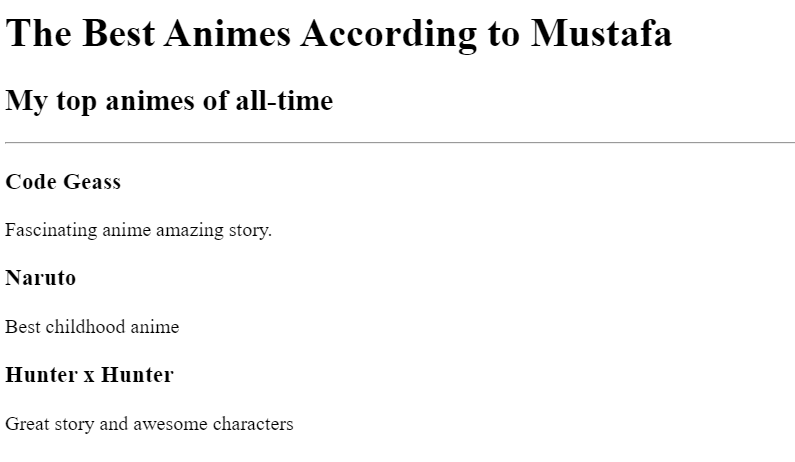 The Best Animes According to Mustafa
My top animes of all-time
Code Geass
Fascinating anime amazing story.
Naruto
Best childhood anime
Hunter x Hunter
Great story and awesome characters